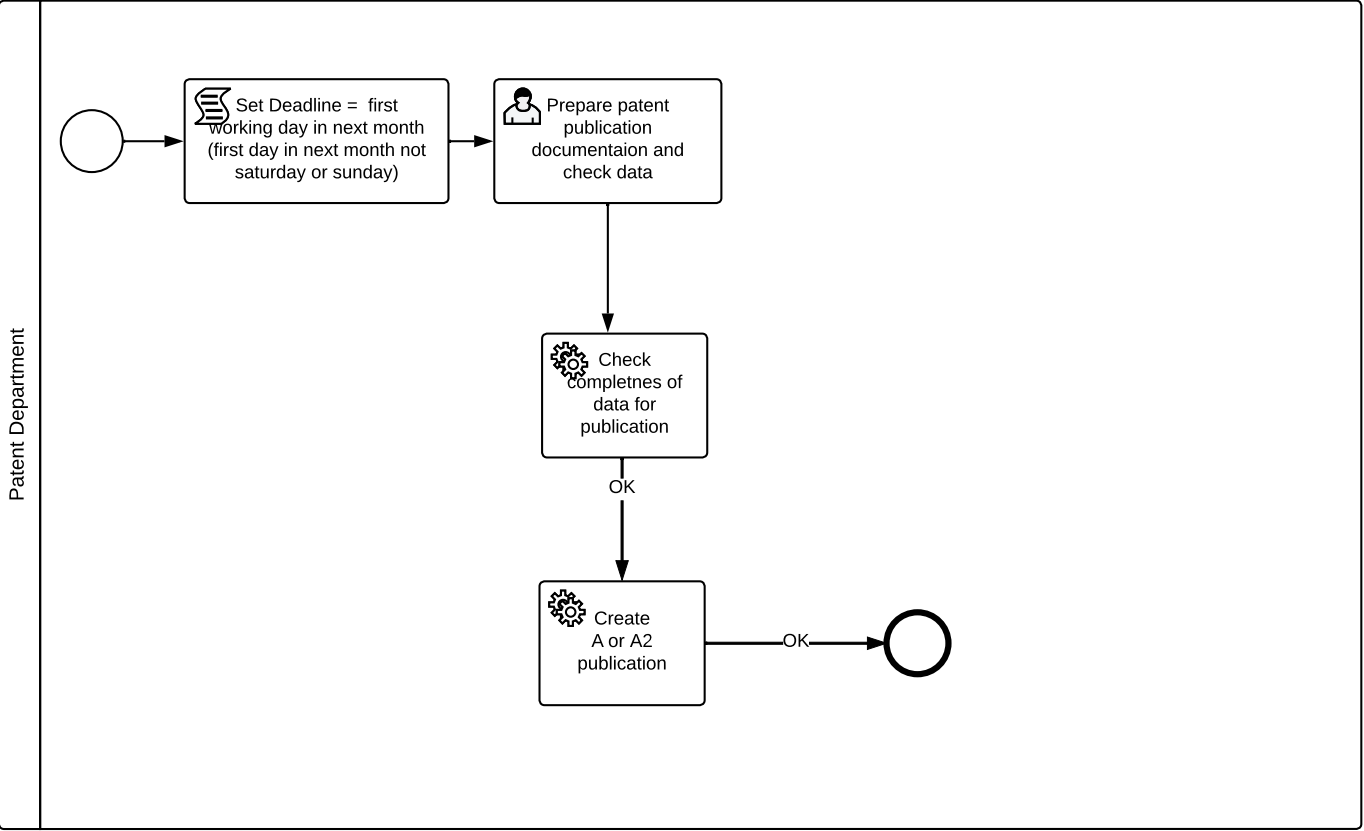 Patent Department
Set Deadline =  first
working day in next month
(first day in next month not
saturday or sunday)
Prepare patent
publication
documentaion and
check data
Check
completnes of
data for
publication
OK
Create
A or A2
publication
OK